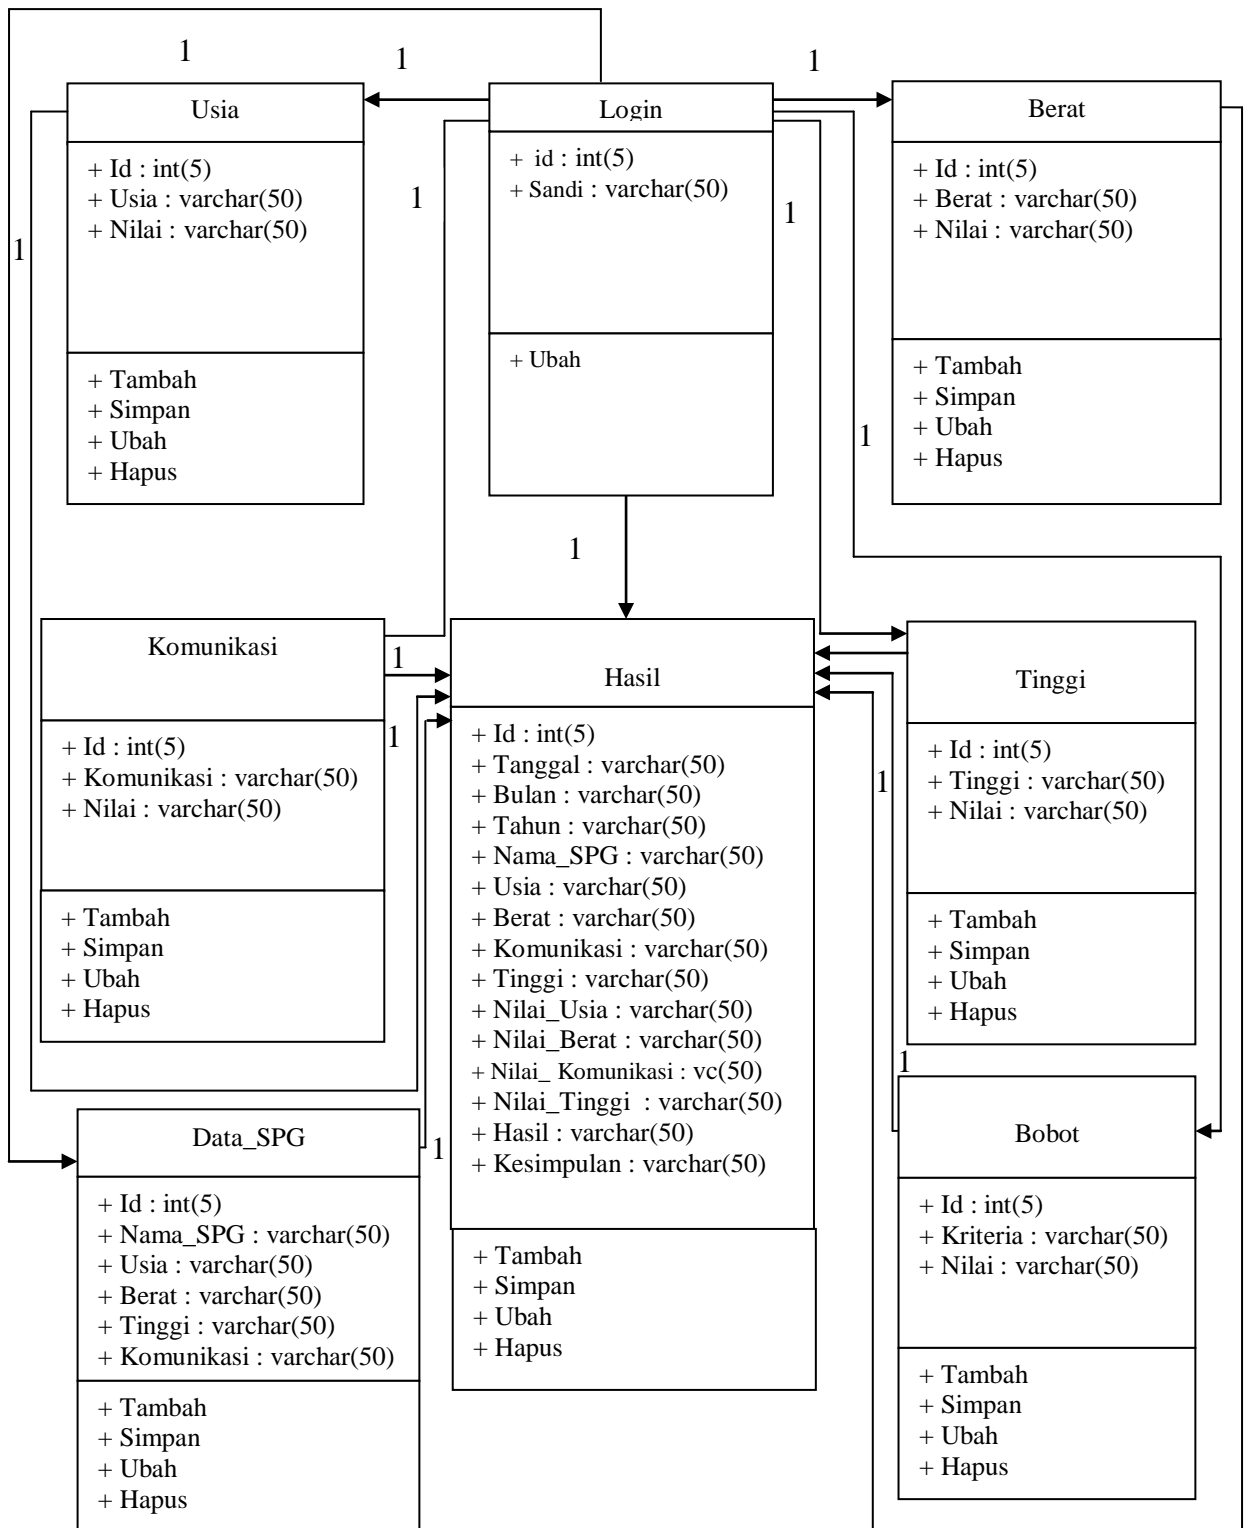 1
1
1
Usia
+ Id : int(5)
+ Usia : varchar(50)
+ Nilai : varchar(50)
+ Tambah
+ Simpan
+ Ubah
+ Hapus
1
1
Login
+ id : int(5)
+ Sandi : varchar(50)
+ Ubah
1
1
1
Berat
+ Id : int(5)
+ Berat : varchar(50)
+ Nilai : varchar(50)
+ Tambah
+ Simpan
+ Ubah
+ Hapus
Komunikasi
+ Id : int(5)
+ Komunikasi : varchar(50)
+ Nilai : varchar(50)
+ Tambah
+ Simpan
+ Ubah
+ Hapus
1
1
Hasil
+ Id : int(5)
+ Tanggal : varchar(50)
+ Bulan : varchar(50)
+ Tahun : varchar(50)
+ Nama_SPG : varchar(50)
+ Usia : varchar(50)
+ Berat : varchar(50)
+ Komunikasi : varchar(50)
+ Tinggi : varchar(50)
+ Nilai_Usia : varchar(50)
+ Nilai_Berat : varchar(50)
+ Nilai_ Komunikasi : vc(50)
+ Nilai_Tinggi : varchar(50)
+ Hasil : varchar(50)
+ Kesimpulan : varchar(50)
+ Tambah
+ Simpan
+ Ubah
+ Hapus
1
Tinggi
+ Id : int(5)
+ Tinggi : varchar(50)
+ Nilai : varchar(50)
+ Tambah
+ Simpan
+ Ubah
+ Hapus
Data_SPG
1
+ Id : int(5)
+ Nama_SPG : varchar(50)
+ Usia : varchar(50)
+ Berat : varchar(50)
+ Tinggi : varchar(50)
+ Komunikasi : varchar(50)
+ Tambah
+ Simpan
+ Ubah
+ Hapus
1
Bobot
+ Id : int(5)
+ Kriteria : varchar(50)
+ Nilai : varchar(50)
+ Tambah
+ Simpan
+ Ubah
+ Hapus